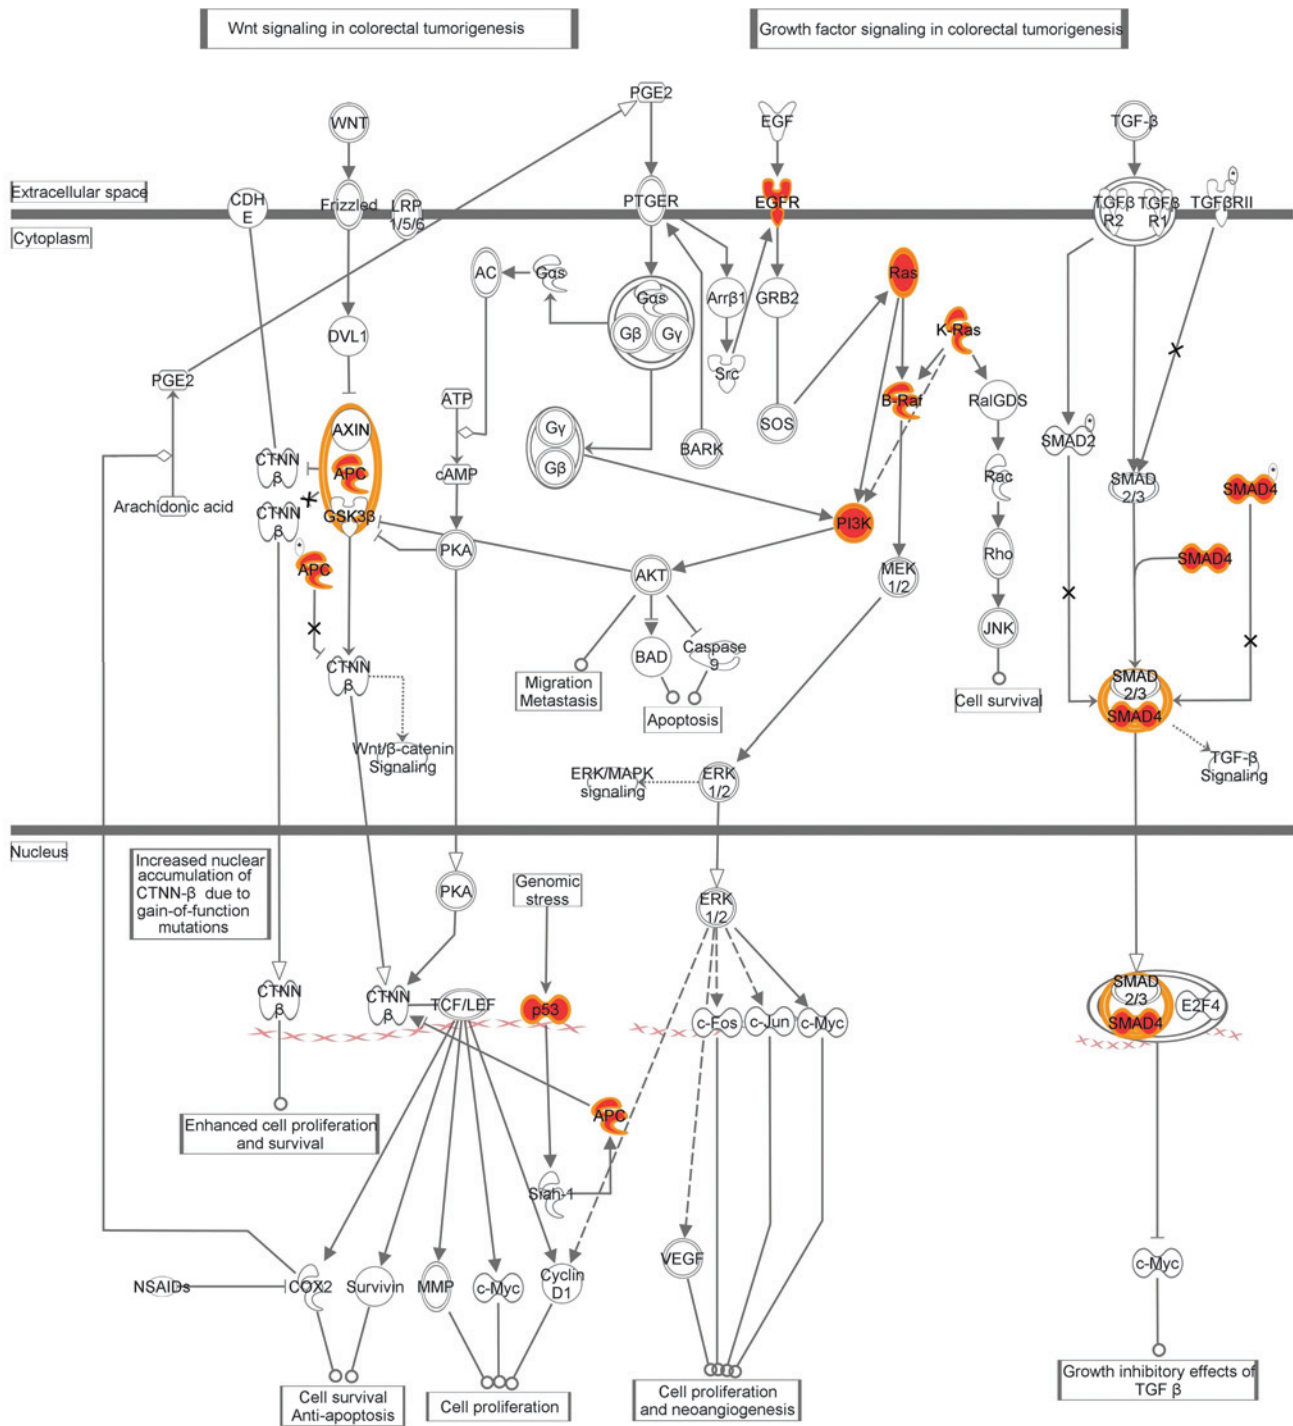 Wnt signaling in colorectal tumorigenesis
Growth factor signaling in colorectal tumorigenesis
PGE2
WNT
EGF
TGF-β
Extracellular space
CDH
E
Frizzled
LRP
1/5/6
PTGER
EGFR
TGFβ
R2
TGFβ
R1
TGFβRII
Cytoplasm
AC
Gαs
Gαs
Gβ
Gγ
Arrβ1
GRB2
Ras
K-Ras
DVL1
Src
PGE2
ATP
B-Raf
RalGDS
AXIN
Gγ
Gβ
BARK
SOS
SMAD2
CTNN
β
APC
cAMP
Rac
SMAD
2/3
SMAD4
Arachidonic acid
CTNN
β
GSK3β
PI3K
PKA
Rho
APC
AKT
MEK
1/2
SMAD4
JNK
CTNN
β
BAD
Caspase
9
Migration
Metastasis
Apoptosis
Cell survival
SMAD
2/3
SMAD4
Wnt/β-catenin
Signaling
ERK/MAPK
signaling
ERK
1/2
TGF-β
Signaling
Nucleus
Increased nuclear
accumulation of
CTNN-β due to
gain-of-function
mutations
PKA
Genomic
stress
ERK
1/2
CTNN
β
CTNN
β
TCF/LEF
p53
c-Fos
c-Jun
c-Myc
SMAD
2/3
SMAD4
E2F4
Enhanced cell proliferation
and survival
APC
Siah-1
NSAIDs
COX2
Survivin
MMP
c-Myc
Cyclin
D1
VEGF
c-Myc
Cell survival
Anti-apoptosis
Cell proliferation
Cell proliferation
and neoangiogenesis
Growth inhibitory effects of
TGF β